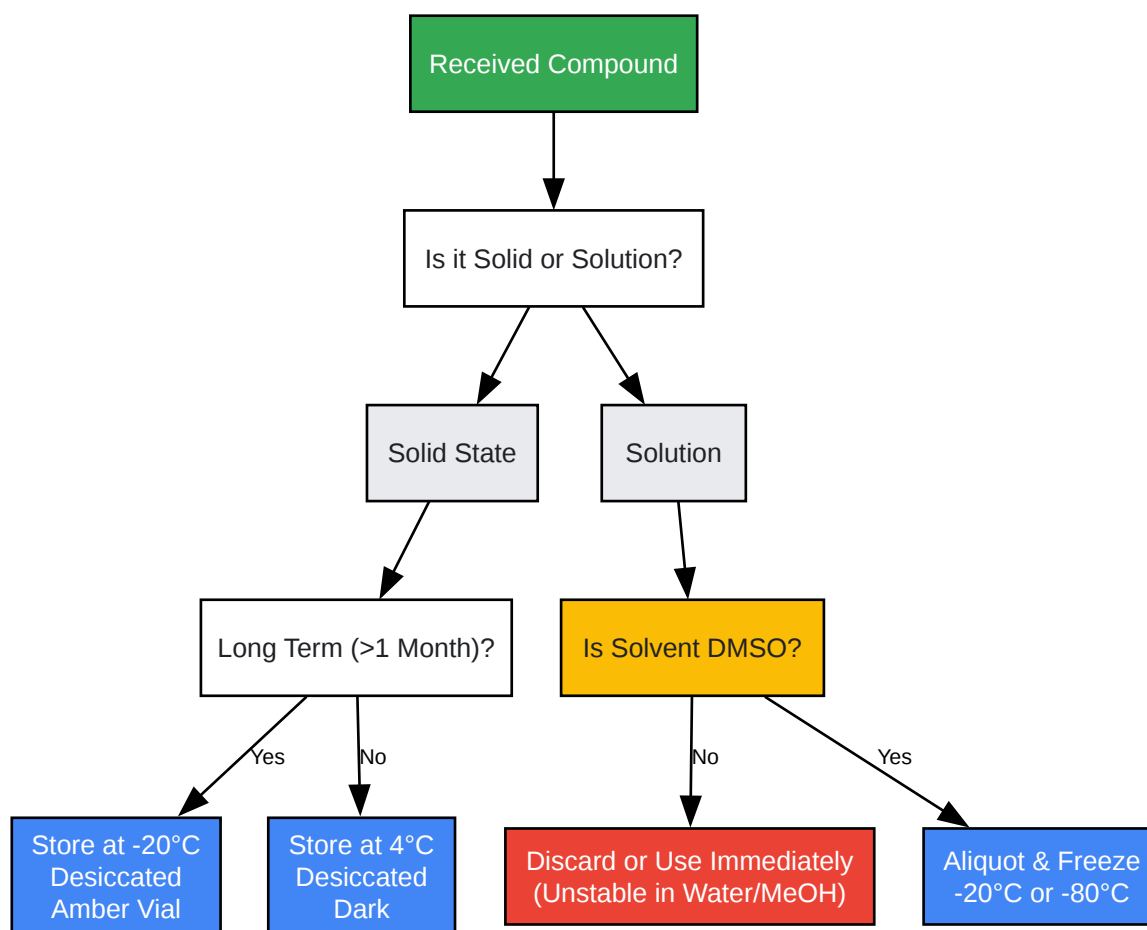 Received Compound
Is it Solid or Solution?
Solid State
Solution
Long Term (>1 Month)?
Is Solvent DMSO?
Yes
No
No
Yes
Store at -20°C
Desiccated
Amber Vial
Store at 4°C
Desiccated
Dark
Discard or Use Immediately
(Unstable in Water/MeOH)
Aliquot & Freeze
-20°C or -80°C